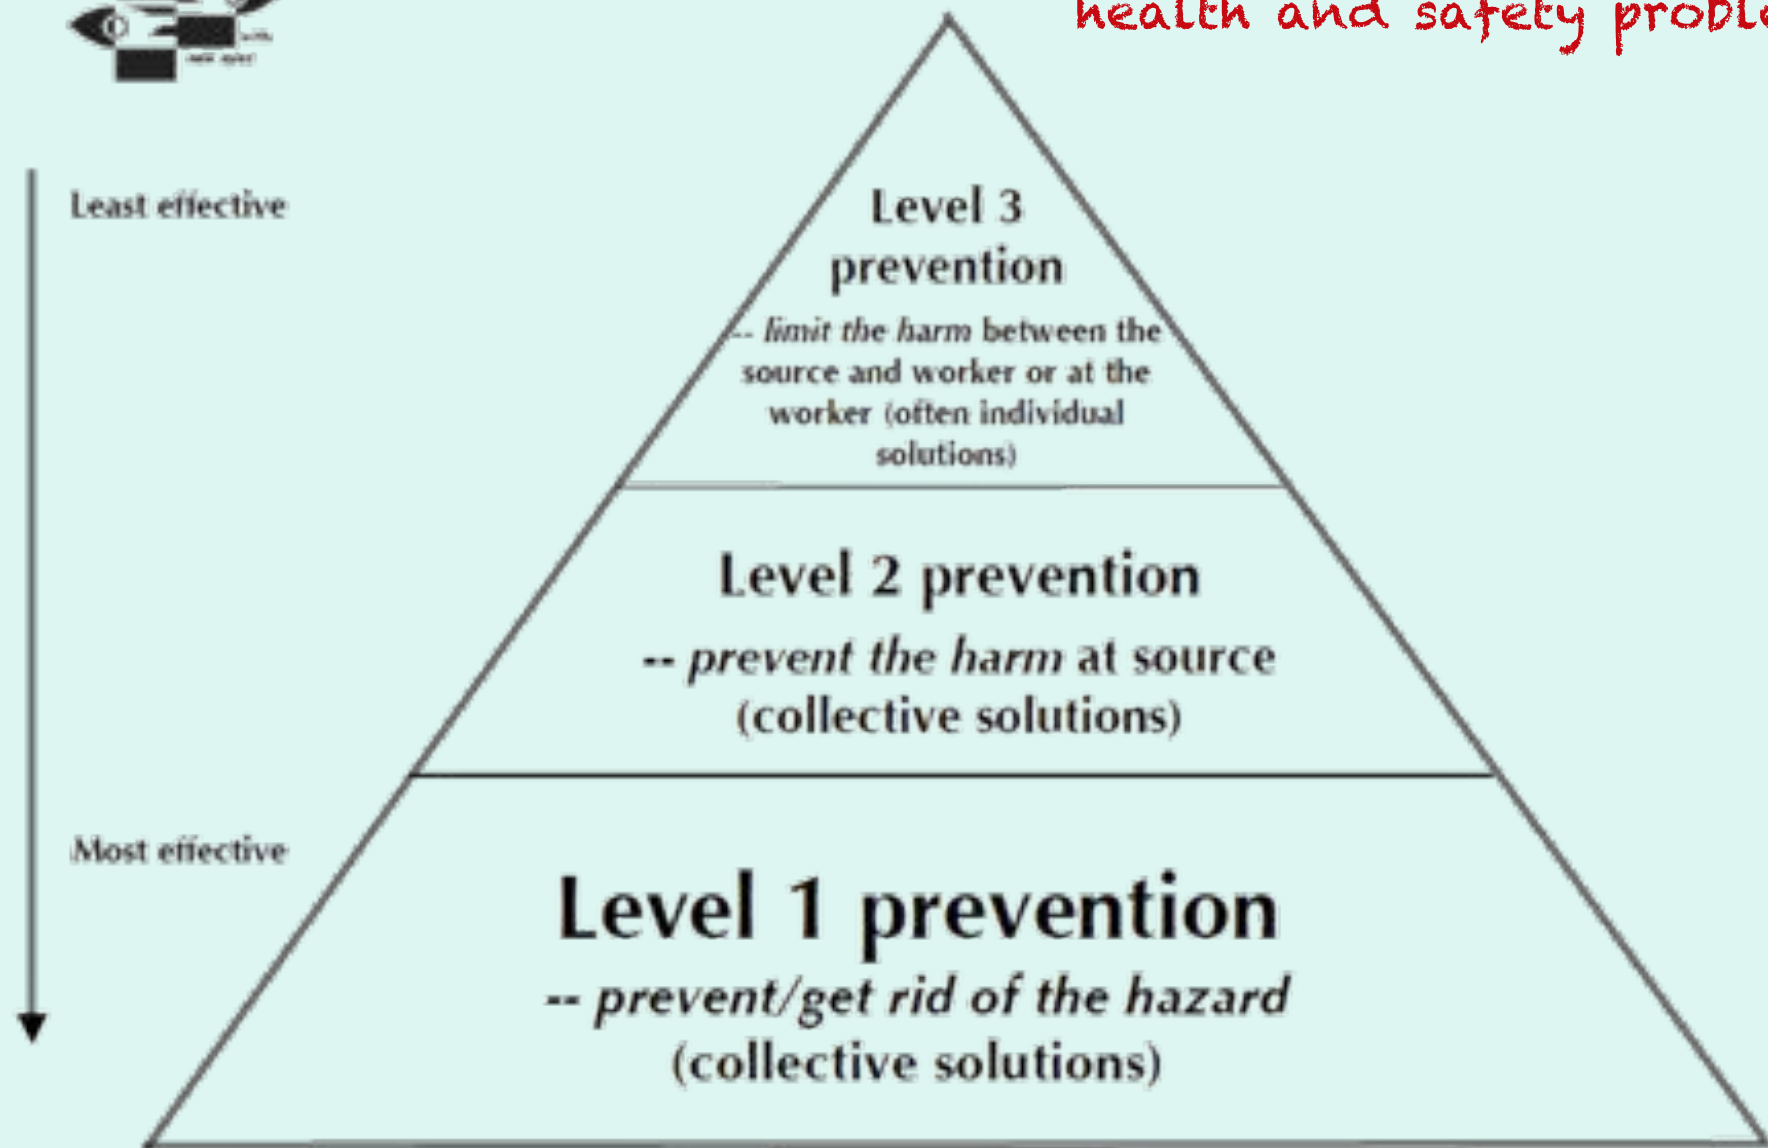 health and safety
Least effective
Level 3
prevention
-- limit the harm between the
source and worker or at the
worker (often individual
solutions)
Level 2 prevention
-- prevent the harm at source
(collective solutions)
Most effective
Level 1 prevention
-- prevent/get rid of the hazard
(collective solutions)